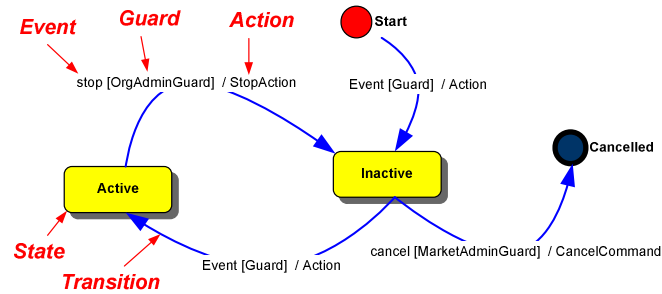 Event
Guard
Action
Start
stop [OrgAdminGuard] / StopAction
Event [Guard] / Action
Cancelled
Active
Inactive
State
Transition
Event [Guard] / Action
cancel [MarketAdminGuard] / CancelCommand